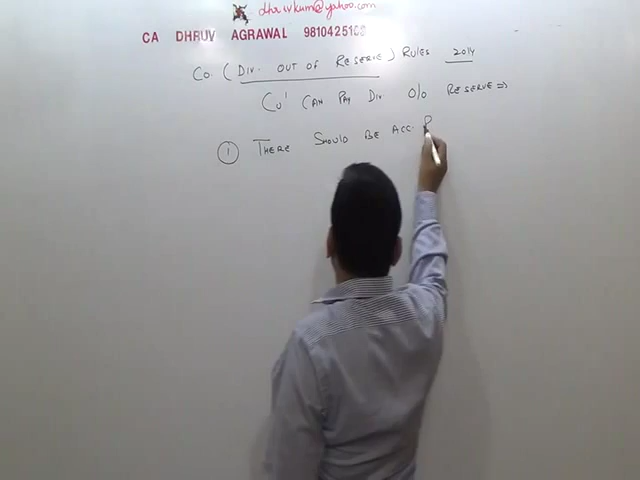 dhruvkum@yahoo.com
CA DHRUV AGRAWAL 9810425169
Co. (DIV. OUT OF RESERVE) RULES 2014
Co' CAN PAY DIV. O/o RESERVE ⇒
① THERE SHOULD BE ACC. P